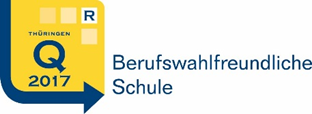 R
THÜRINGEN
Q
2017
Berufswahlfreundliche
Schule